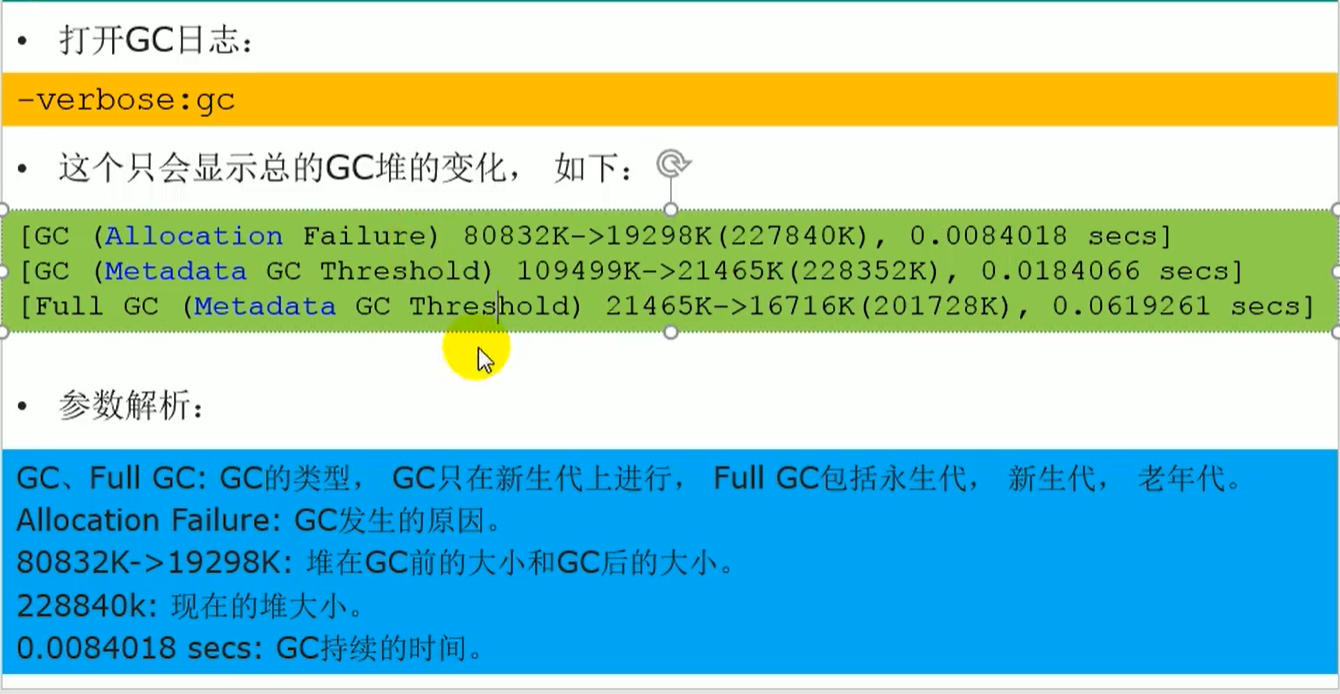 • 打开GC日志：
-verbose:gc
• 这个只会显示总的GC堆的变化， 如下：
[GC (Allocation Failure) 80832K->19298K(227840K), 0.0084018 secs]
[GC (Metadata GC Threshold) 109499K->21465K(228352K), 0.0184066 secs]
[Full GC (Metadata GC Threshold) 21465K->16716K(201728K), 0.0619261 secs]
• 参数解析：
GC、Full GC: GC的类型， GC只在新生代上进行， Full GC包括永生代， 新生代， 老年代。
Allocation Failure: GC发生的原因。
80832K->19298K: 堆在GC前的大小和GC后的大小。
228840k: 现在的堆大小。
0.0084018 secs: GC持续的时间。